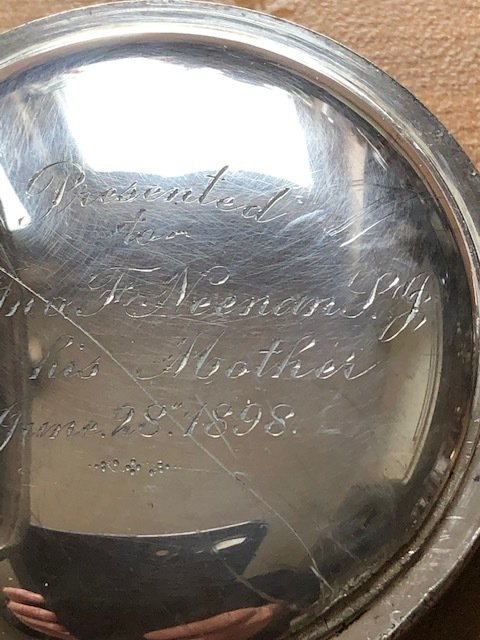 Presented
to
F. Neenan S.J.
his Mother
June. 28th 1898.